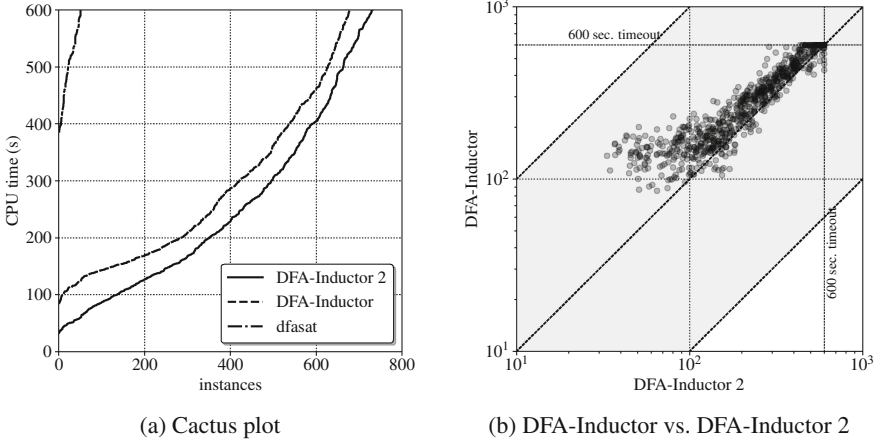 600
500
400
300
200
100
0
0
200
400
600
800
CPU time (s)
instances
DFA-Inductor 2
DFA-Inductor
dfasat
(a) Cactus plot
10³
10²
10¹
10¹
10²
10³
DFA-Inductor
DFA-Inductor 2
600 sec. timeout
600 sec. timeout
(b) DFA-Inductor vs. DFA-Inductor 2